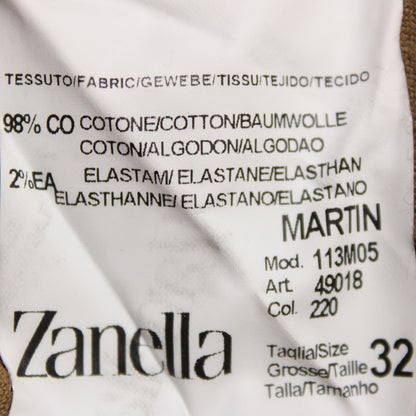 TESSUTO/FABRIC/GEWEBE/TISSU/TEJIDO/TECIDO
98% CO COTONE/COTTON/BAUMWOLLE
COTON/ALGODON/ALGODAO
2%EA ELASTAM/ELASTANE/ELASTHAN
ELASTHANNE/ELASTANO/ELASTANO
MARTIN
Mod. 113M05
Art. 49018
Col. 220
Zanella
Taglia/Size
Grosse/Taille 32
Talla/Tamanho